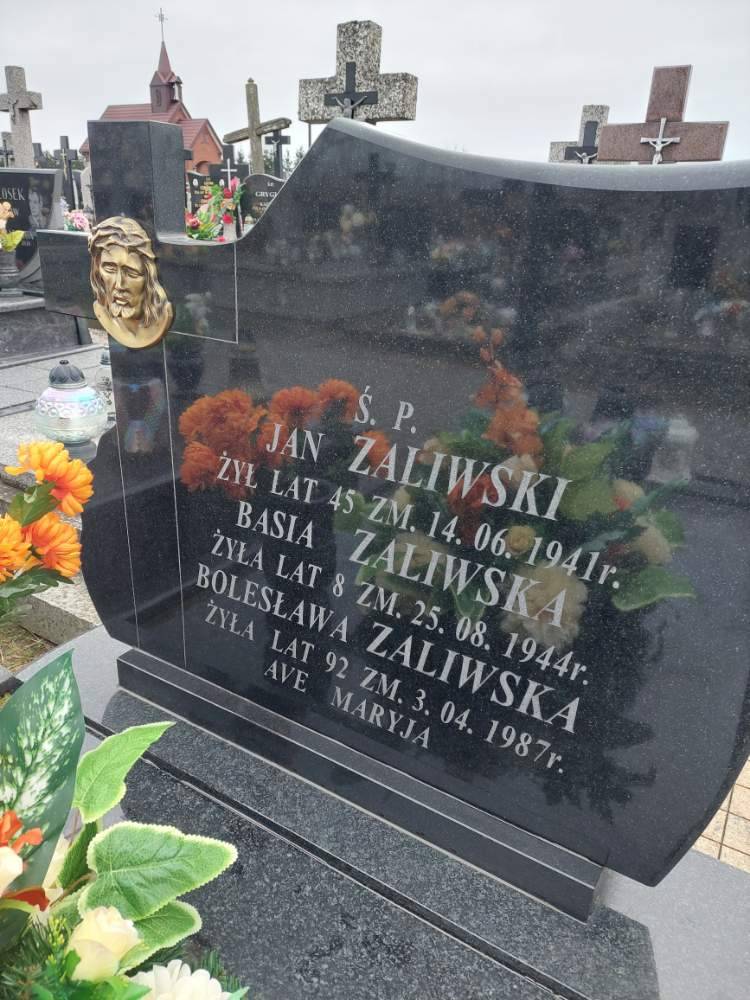 Ś. P.
JAN ZALIWSKI
ŻYŁ LAT 45 ZM. 14. 06. 1941r.
BASIA ZALIWSKA
ŻYŁA LAT 8 ZM. 25. 08. 1944r.
BOLESŁAWA ZALIWSKA
ŻYŁA LAT 92 ZM. 3. 04. 1987r.
AVE MARYJA